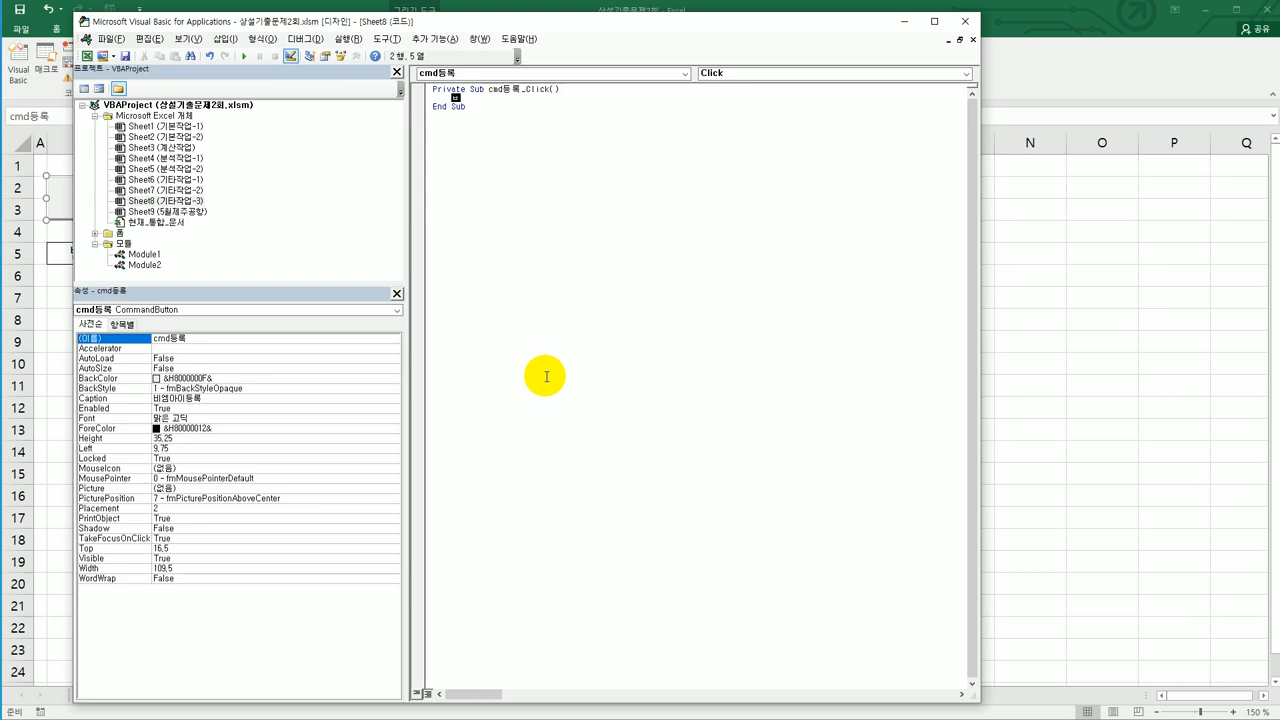 상설기출문제2회 - Excel
Microsoft Visual Basic for Applications - 상설기출문제2회.xlsm [디자인] - [Sheet8 (코드)]
파일 홈
공유
파일(F) 편집(E) 보기(V) 삽입(I) 형식(O) 디버그(D) 실행(R) 도구(T) 추가 기능(A) 창(W) 도움말(H)
Visual Basic
매크로
2 행, 5 열
프로젝트 - VBAProject
cmd등록 Click
VBAProject (상설기출문제2회.xlsm)
Microsoft Excel 개체
Sheet1 (기본작업-1)
Sheet2 (기본작업-2)
Sheet3 (계산작업)
Sheet4 (분석작업-1)
Sheet5 (분석작업-2)
Sheet6 (기타작업-1)
Sheet7 (기타작업-2)
Sheet8 (기타작업-3)
Sheet9 (5월제주공항)
현재_통합_문서
폼
모듈
Module1
Module2
Private Sub cmd등록_Click()
ㅂ
End Sub
속성 - cmd등록
cmd등록 CommandButton
사전순 항목별
(이름) cmd등록
Accelerator
AutoLoad False
AutoSize False
BackColor &H8000000F&
BackStyle 1 - fmBackStyleOpaque
Caption 비엠아이등록
Enabled True
Font 맑은 고딕
ForeColor &H80000012&
Height 35,25
Left 9,75
Locked True
MouseIcon (없음)
MousePointer 0 - fmMousePointerDefault
Picture (없음)
PicturePosition 7 - fmPicturePositionAboveCenter
Placement 2
PrintObject True
Shadow False
TakeFocusOnClick True
Top 16,5
Visible True
Width 109,5
WordWrap False
cmd등록
A N O P Q
1
2
3
4
5
6
7
8
9
10
11
12
13
14
15
16
17
18
19
20
21
22
23
24
준비
150 %